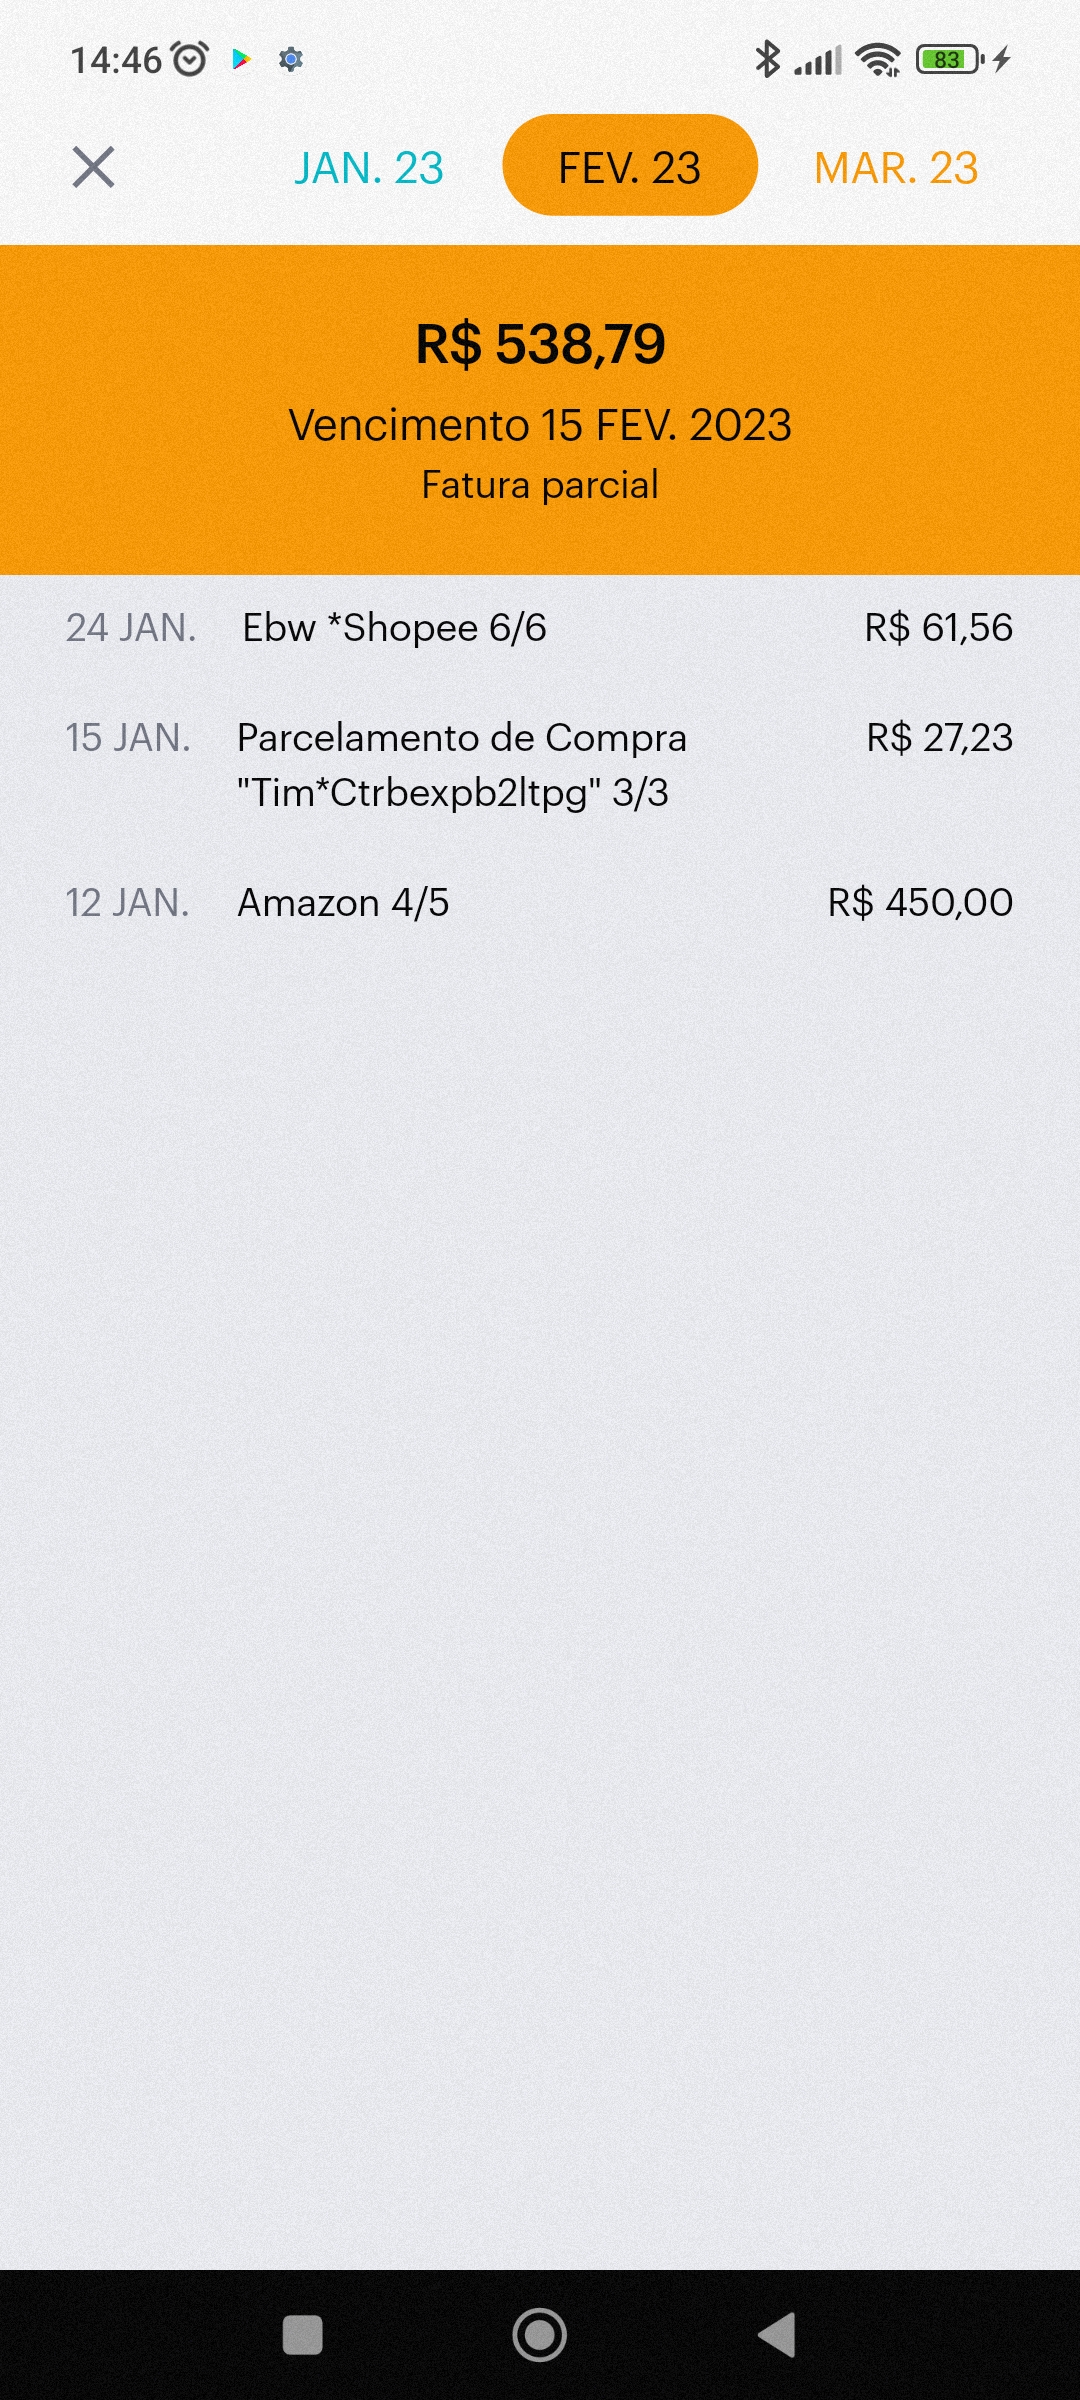 14:46
83
JAN. 23 FEV. 23 MAR. 23
R$ 538,79
Vencimento 15 FEV. 2023
Fatura parcial
24 JAN. Ebw *Shopee 6/6 R$ 61,56
15 JAN. Parcelamento de Compra R$ 27,23
"Tim*Ctrbexpb2ltpg" 3/3
12 JAN. Amazon 4/5 R$ 450,00